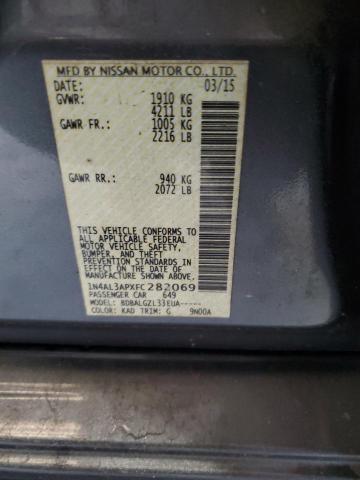 MFD BY NISSAN MOTOR CO., LTD.
DATE: 03/15
GVWR: 1910 KG
4211 LB
GAWR FR.: 1005 KG
2216 LB
GAWR RR.: 940 KG
2072 LB
THIS VEHICLE CONFORMS TO
ALL APPLICABLE FEDERAL
MOTOR VEHICLE SAFETY,
BUMPER, AND THEFT
PREVENTION STANDARDS IN
EFFECT ON THE DATE OF
MANUFACTURE SHOWN ABOVE.
1N4AL3APXFC282069
PASSENGER CAR 649
MODEL: BDBALGZL33EUA-----
COLOR: KAD TRIM: G 9N00A